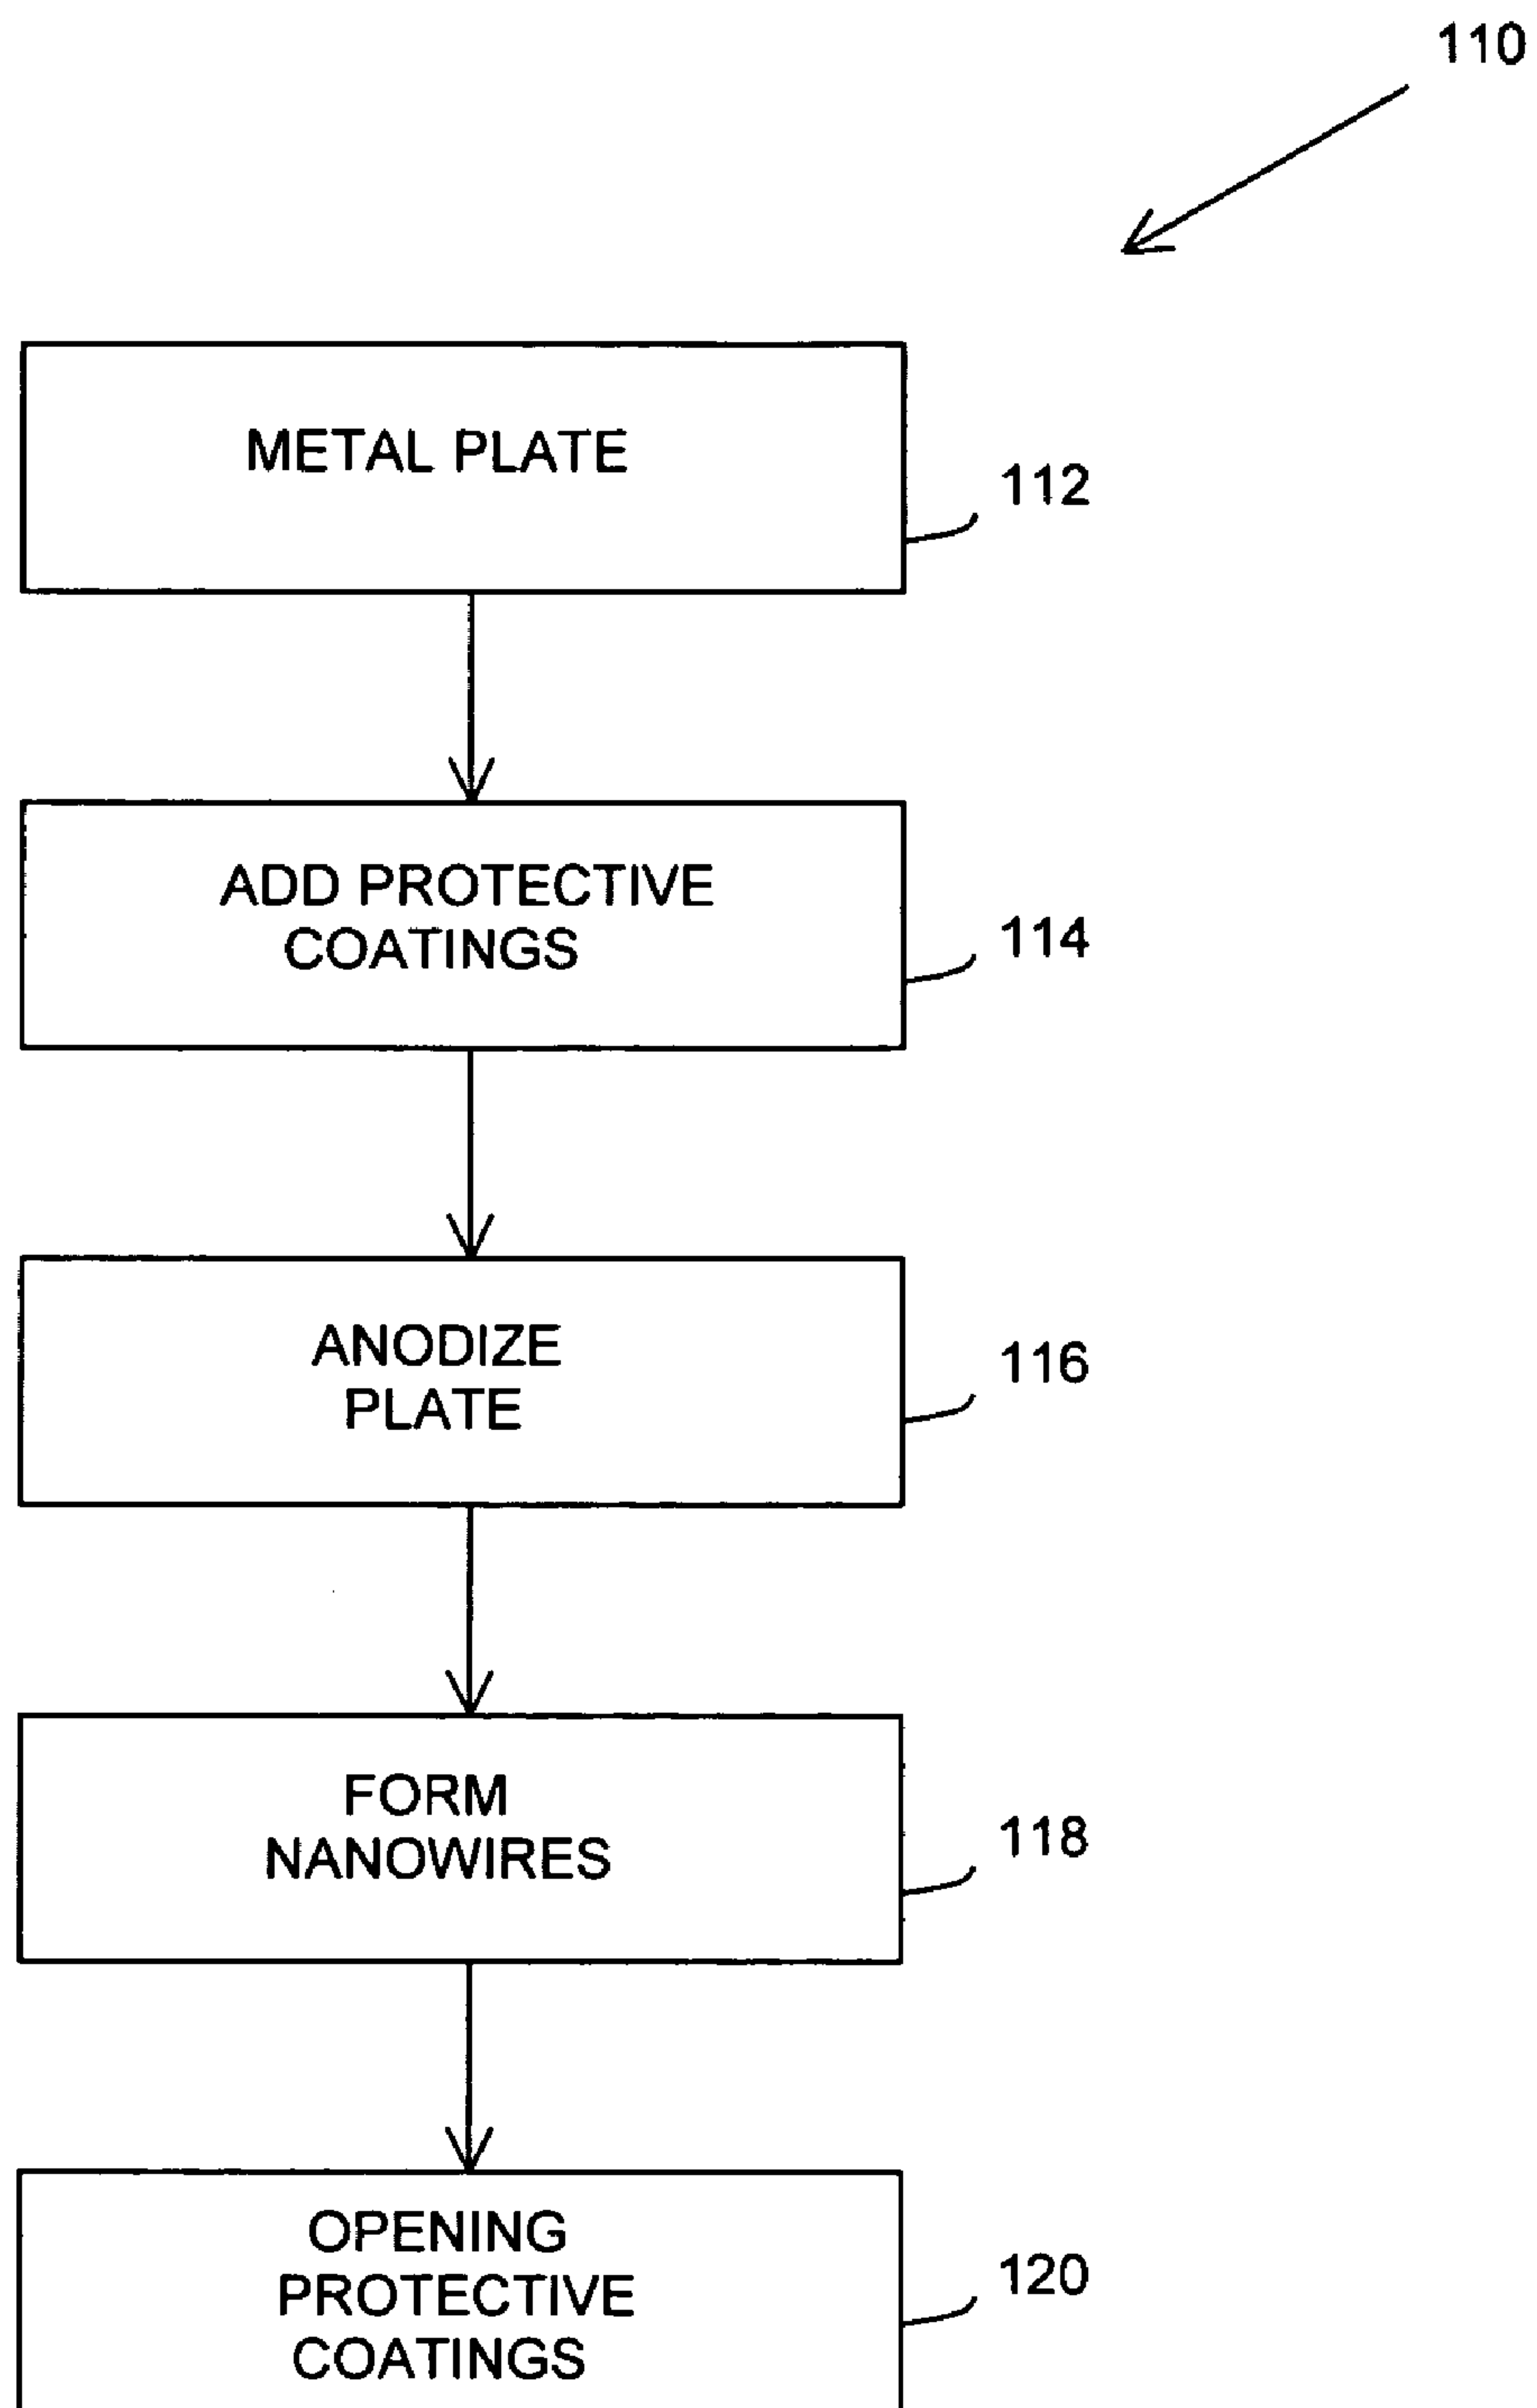 110
METAL PLATE
112
ADD PROTECTIVE
COATINGS
114
ANODIZE
PLATE
116
FORM
NANOWIRES
118
OPENING
PROTECTIVE
COATINGS
120